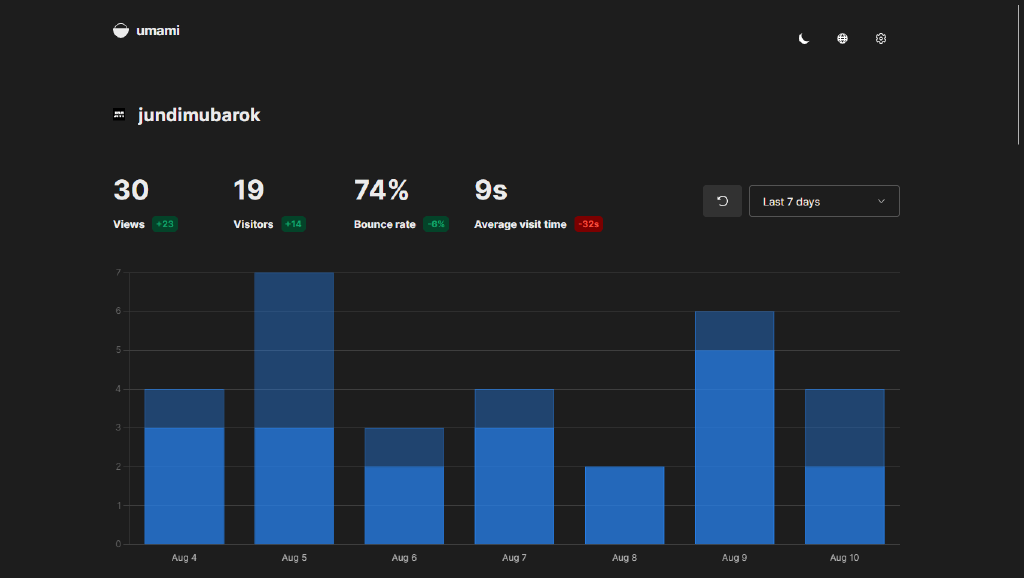 umami
jundimubarok
30 19 74% 9s
Views +23 Visitors +14 Bounce rate -6% Average visit time -32s
Last 7 days
7
6
5
4
3
2
1
0
Aug 4 Aug 5 Aug 6 Aug 7 Aug 8 Aug 9 Aug 10